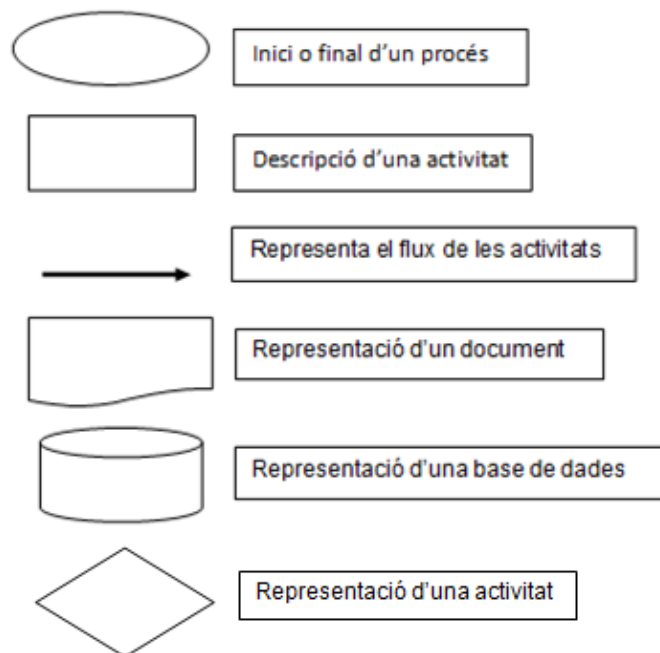 Inici o final d'un procés
Descripció d'una activitat
Representa el flux de les activitats
Representació d'un document
Representació d'una base de dades
Representació d'una activitat